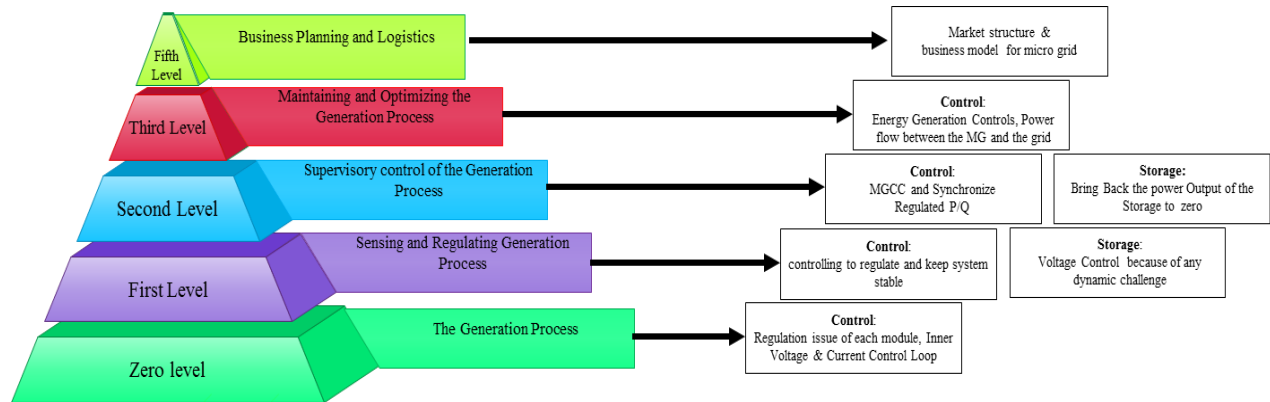 Fifth
Level
Business Planning and Logistics
Market structure &
business model for micro grid
Third Level
Maintaining and Optimizing the
Generation Process
Control:
Energy Generation Controls, Power
flow between the MG and the grid
Second Level
Supervisory control of the Generation
Process
Control:
MGCC and Synchronize
Regulated P/Q
Storage:
Bring Back the power Output of the
Storage to zero
First Level
Sensing and Regulating Generation
Process
Control:
controlling to regulate and keep system
stable
Storage:
Voltage Control because of any
dynamic challenge
Zero level
The Generation Process
Control:
Regulation issue of each module, Inner
Voltage & Current Control Loop